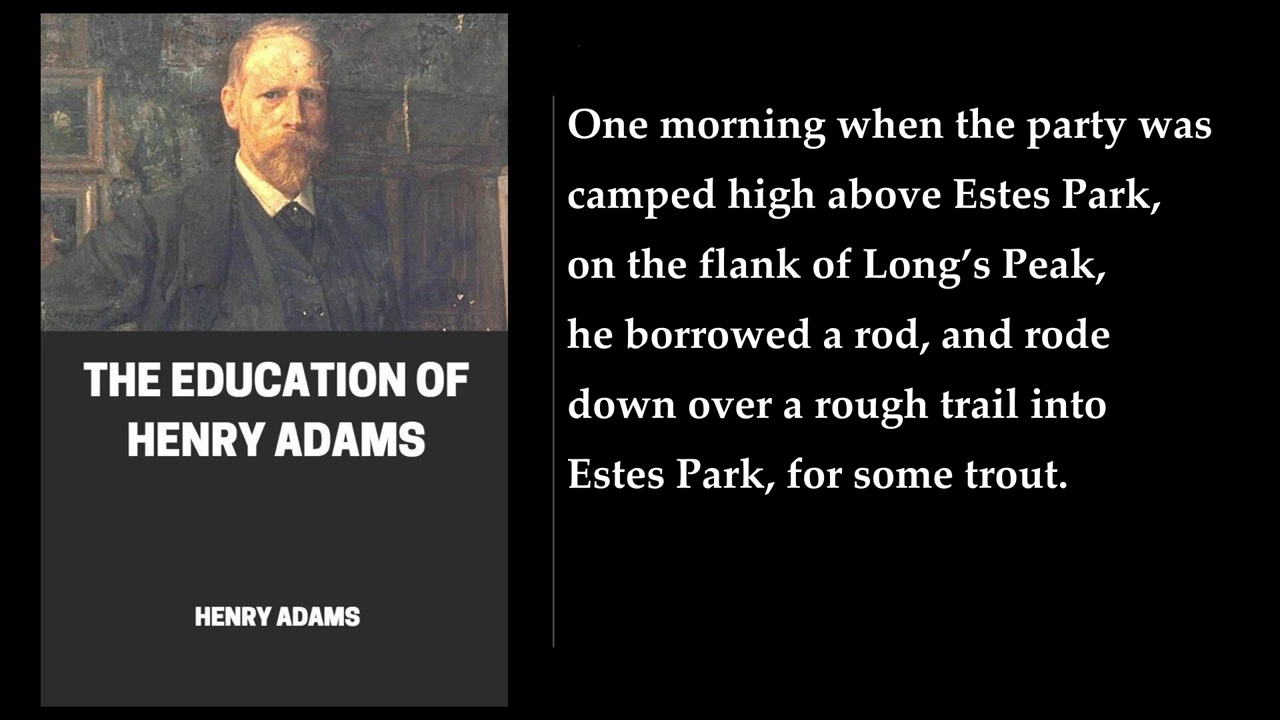 THE EDUCATION OF
HENRY ADAMS
HENRY ADAMS
One morning when the party was
camped high above Estes Park,
on the flank of Long’s Peak,
he borrowed a rod, and rode
down over a rough trail into
Estes Park, for some trout.